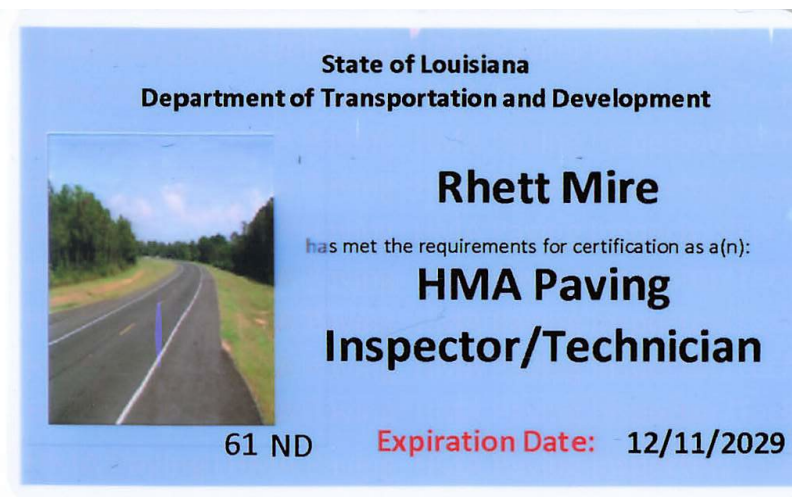 State of Louisiana
Department of Transportation and Development
Rhett Mire
has met the requirements for certification as a(n):
HMA Paving
Inspector/Technician
61 ND
Expiration Date: 12/11/2029